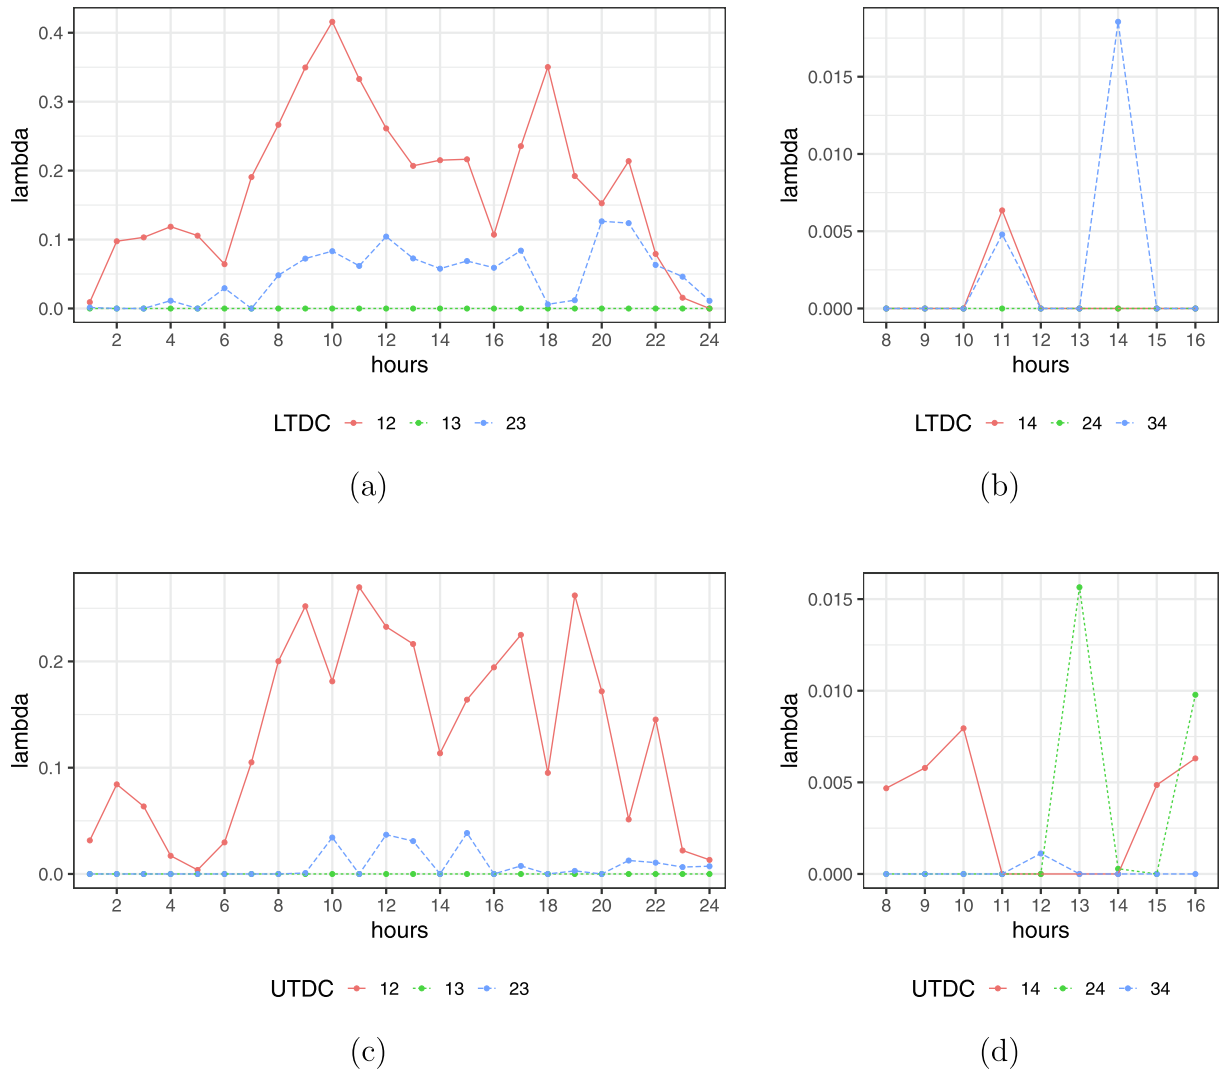 lambda
0.4
0.3
0.2
0.1
0.0
2 4 6 8 10 12 14 16 18 20 22 24
hours
LTDC 12 13 23
(a)
lambda
0.015
0.010
0.005
0.000
8 9 10 11 12 13 14 15 16
hours
LTDC 14 24 34
(b)
lambda
0.2
0.1
0.0
2 4 6 8 10 12 14 16 18 20 22 24
hours
UTDC 12 13 23
(c)
lambda
0.015
0.010
0.005
0.000
8 9 10 11 12 13 14 15 16
hours
UTDC 14 24 34
(d)